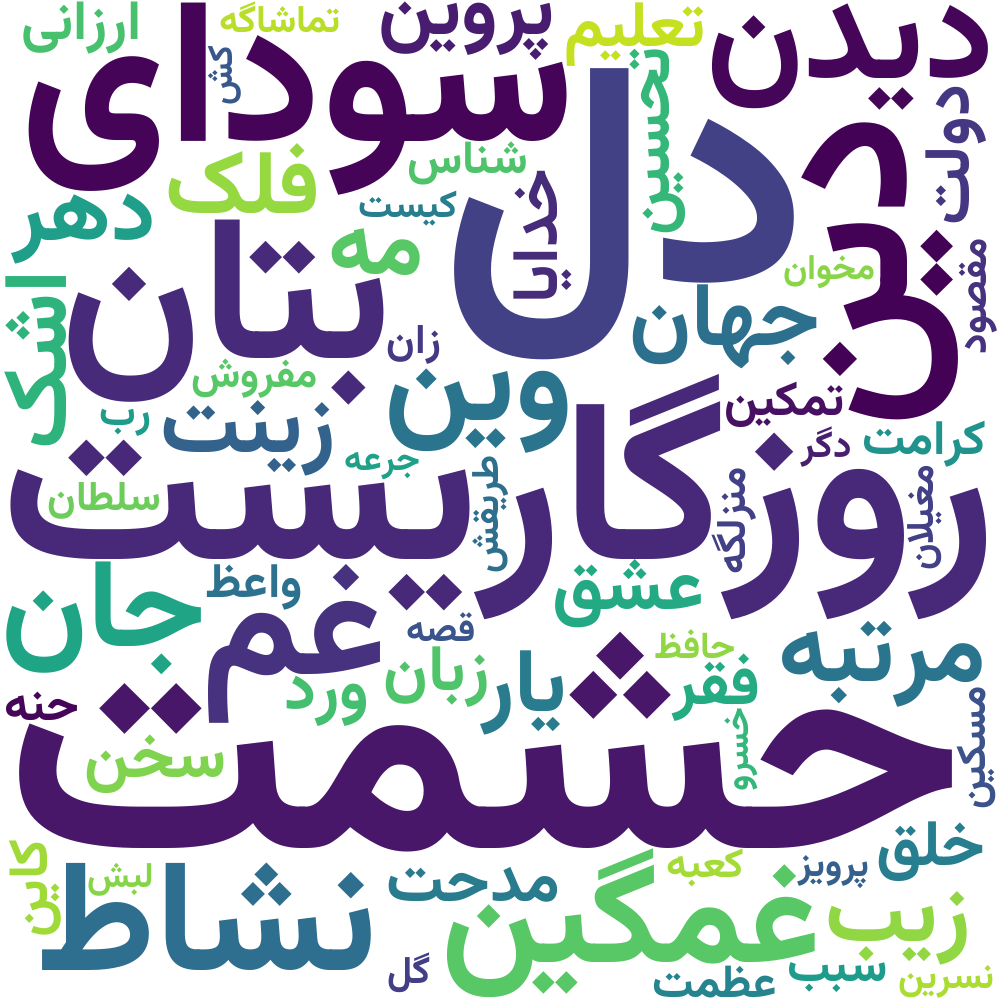 ارزانی
تماشاگه
پروین
تعلیم
دیدن
سودای
کش
تحسین
دولت
دل
دین
فلک
شناس
خدایا
دهر
کیست
مه
بتان
مخوان
مقصود
اشک
جهان
زان
مفروش
وین
تمکین
رب
زینت
دگر
کرامت
جرعه
سلطان
طریقش
منزلگه
مغیلان
روزگاریست
واعظ
عشق
جان
غم
قصه
حافظ
مرتبه
زبان
یار
فقر
ورد
حنه
خسرو
مسکین
سخن
حشمت
خلق
کاین
لبش
نشاط
مدحت
کعبه
پرویز
غمگین
زیب
گل
عظمت
سبب
نسرین